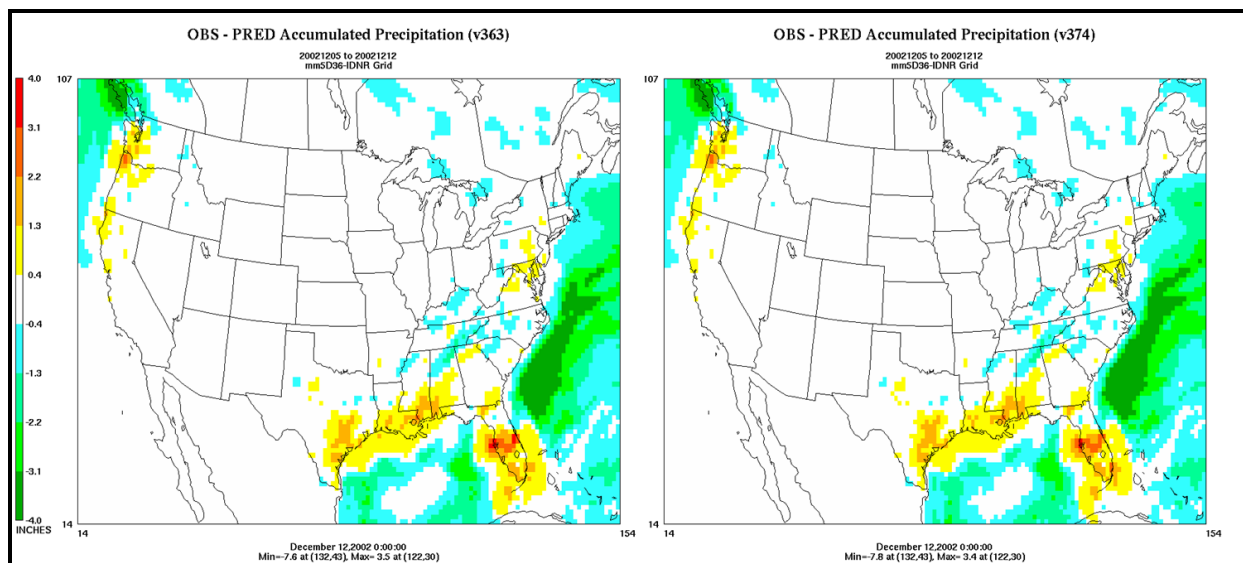 OBS - PRED Accumulated Precipitation (v363)
20021205 to 20021212
mm5D36-IDNR Grid
107
4.0
3.1
2.2
1.3
0.4
-0.4
-1.3
-2.2
-3.1
-4.0
INCHES
14
14
154
December 12,2002 0:00:00
Min=-7.6 at (132,43), Max= 3.5 at (122,30)
OBS - PRED Accumulated Precipitation (v374)
20021205 to 20021212
mm5D36-IDNR Grid
107
14
14
154
December 12,2002 0:00:00
Min=-7.8 at (132,43), Max= 3.4 at (122,30)